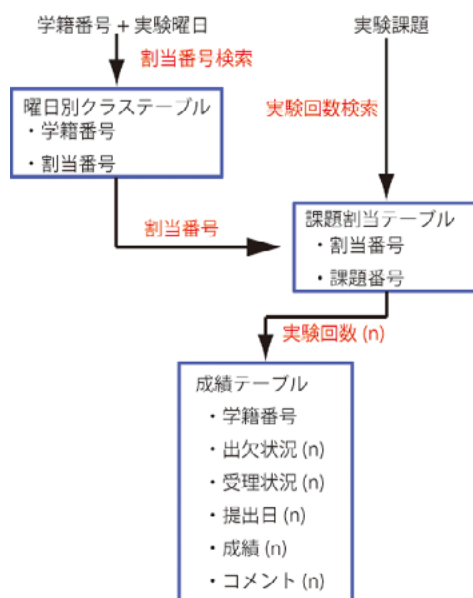 学籍番号 + 実験曜日
実験課題
割当番号検索
実験回数検索
曜日別クラステーブル
・学籍番号
・割当番号
割当番号
課題割当テーブル
・割当番号
・課題番号
実験回数 (n)
成績テーブル
・学籍番号
・出欠状況 (n)
・受理状況 (n)
・提出日 (n)
・成績 (n)
・コメント (n)